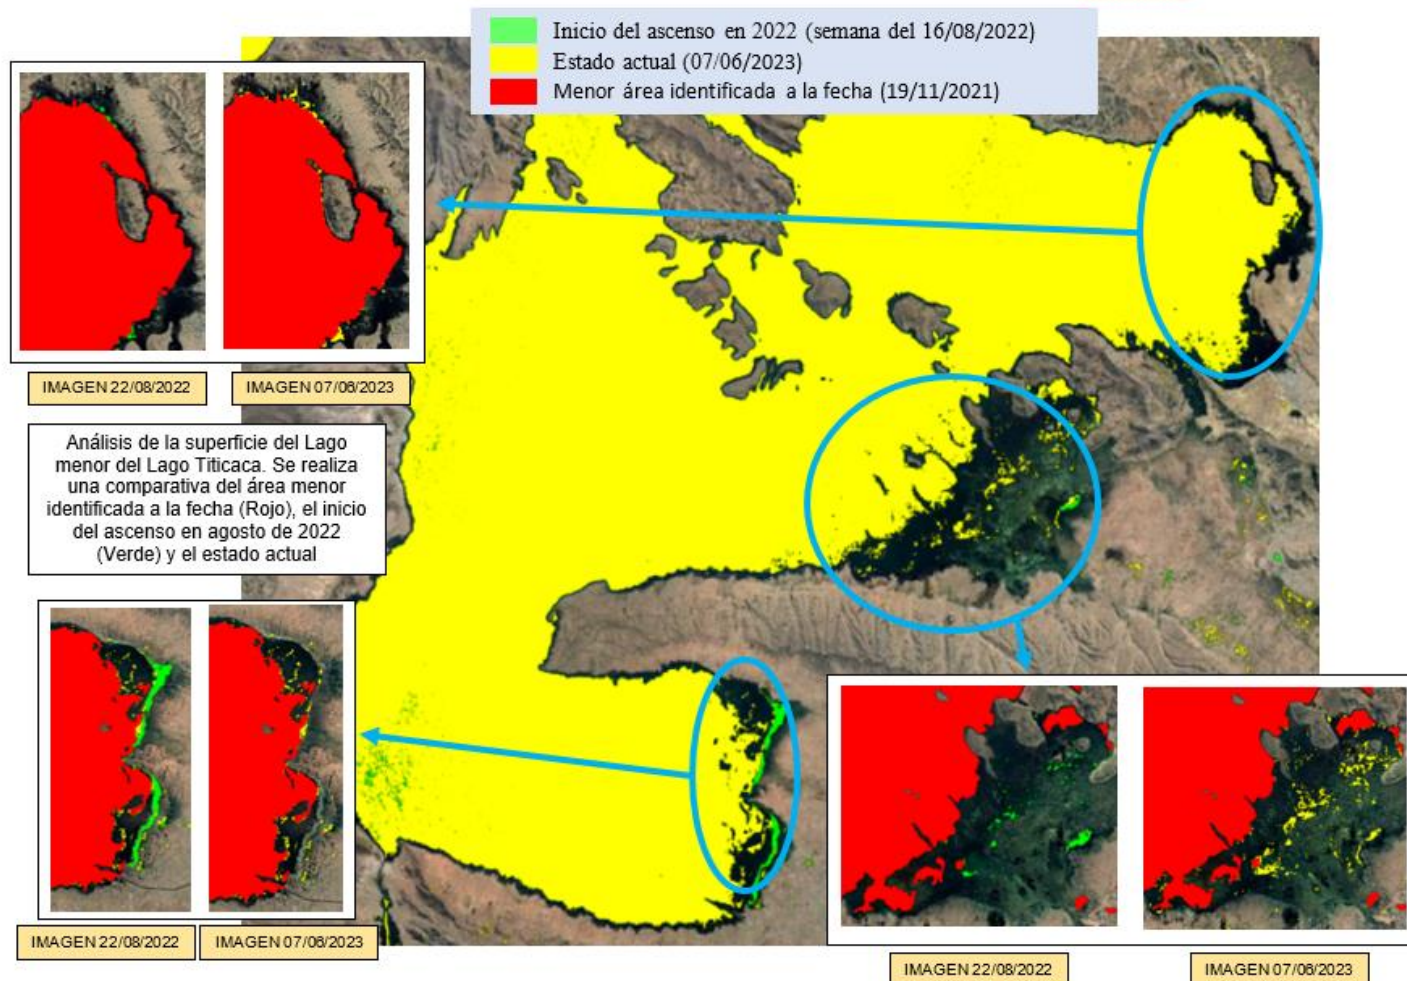 Inicio del ascenso en 2022 (semana del 16/08/2022)
Estado actual (07/06/2023)
Menor área identificada a la fecha (19/11/2021)
IMAGEN 22/08/2022
IMAGEN 07/06/2023
Análisis de la superficie del Lago
menor del Lago Titicaca. Se realiza
una comparativa del área menor
identificada a la fecha (Rojo), el inicio
del ascenso en agosto de 2022
(Verde) y el estado actual
IMAGEN 22/08/2022
IMAGEN 07/06/2023
IMAGEN 22/08/2022
IMAGEN 07/06/2023